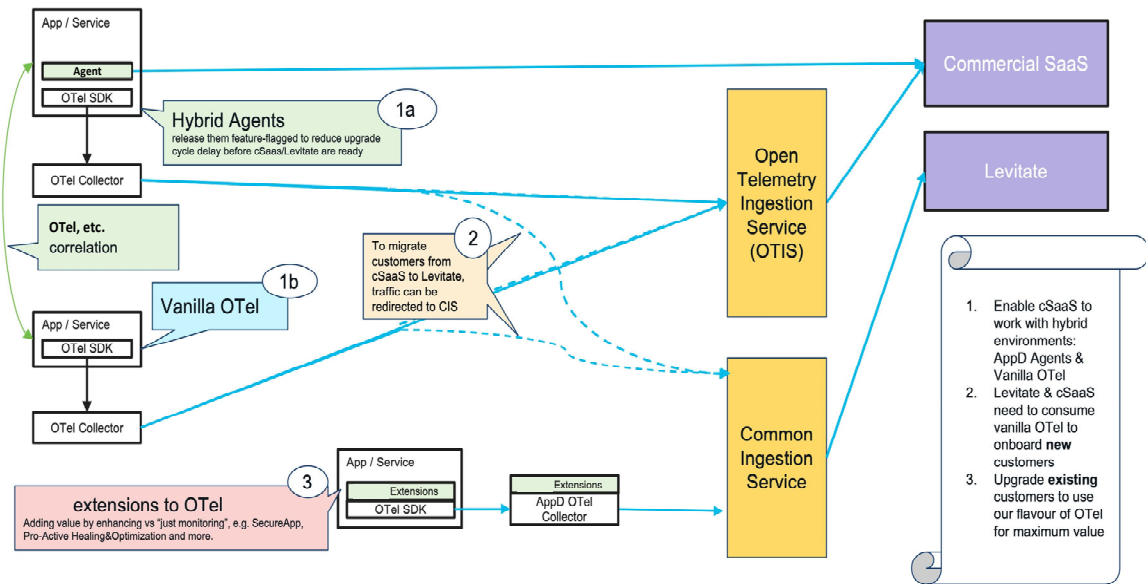 App / Service
Agent
OTel SDK
1a
Hybrid Agents
release them feature-flagged to reduce upgrade
cycle delay before cSaas/Levitate are ready
OTel Collector
OTel, etc.
correlation
1b
Vanilla OTel
App / Service
OTel SDK
OTel Collector
2
To migrate
customers from
cSaaS to Levitate,
traffic can be
redirected to CIS
3
extensions to OTel
Adding value by enhancing vs "just monitoring", e.g. SecureApp,
Pro-Active Healing&Optimization and more.
App / Service
Extensions
OTel SDK
Extensions
AppD OTel
Collector
Open
Telemetry
Ingestion
Service
(OTIS)
Common
Ingestion
Service
Commercial SaaS
Levitate
1. Enable cSaaS to
work with hybrid
environments:
AppD Agents &
Vanilla OTel
2. Levitate & cSaaS
need to consume
vanilla OTel to
onboard new
customers
3. Upgrade existing
customers to use
our flavour of OTel
for maximum value